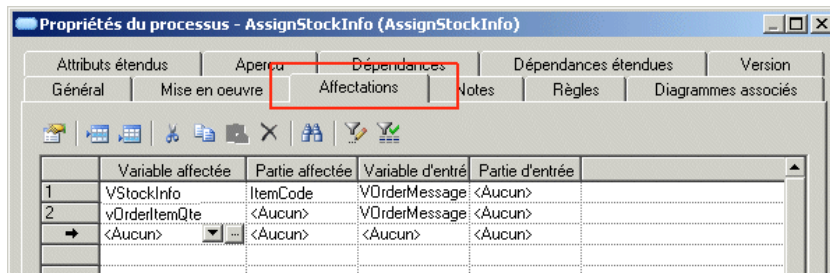 Propriétés du processus - AssignStockInfo (AssignStockInfo)
Attributs étendus Aperçu Dépendances Dépendances étendues Version
Général Mise en oeuvre Affectations Notes Règles Diagrammes associés
Variable affectée Partie affectée Variable d'entré Partie d'entrée
1 VStockInfo ItemCode VOrderMessage <Aucun>
2 vOrderItemQte <Aucun> VOrderMessage <Aucun>
<Aucun> ... <Aucun> <Aucun> <Aucun>